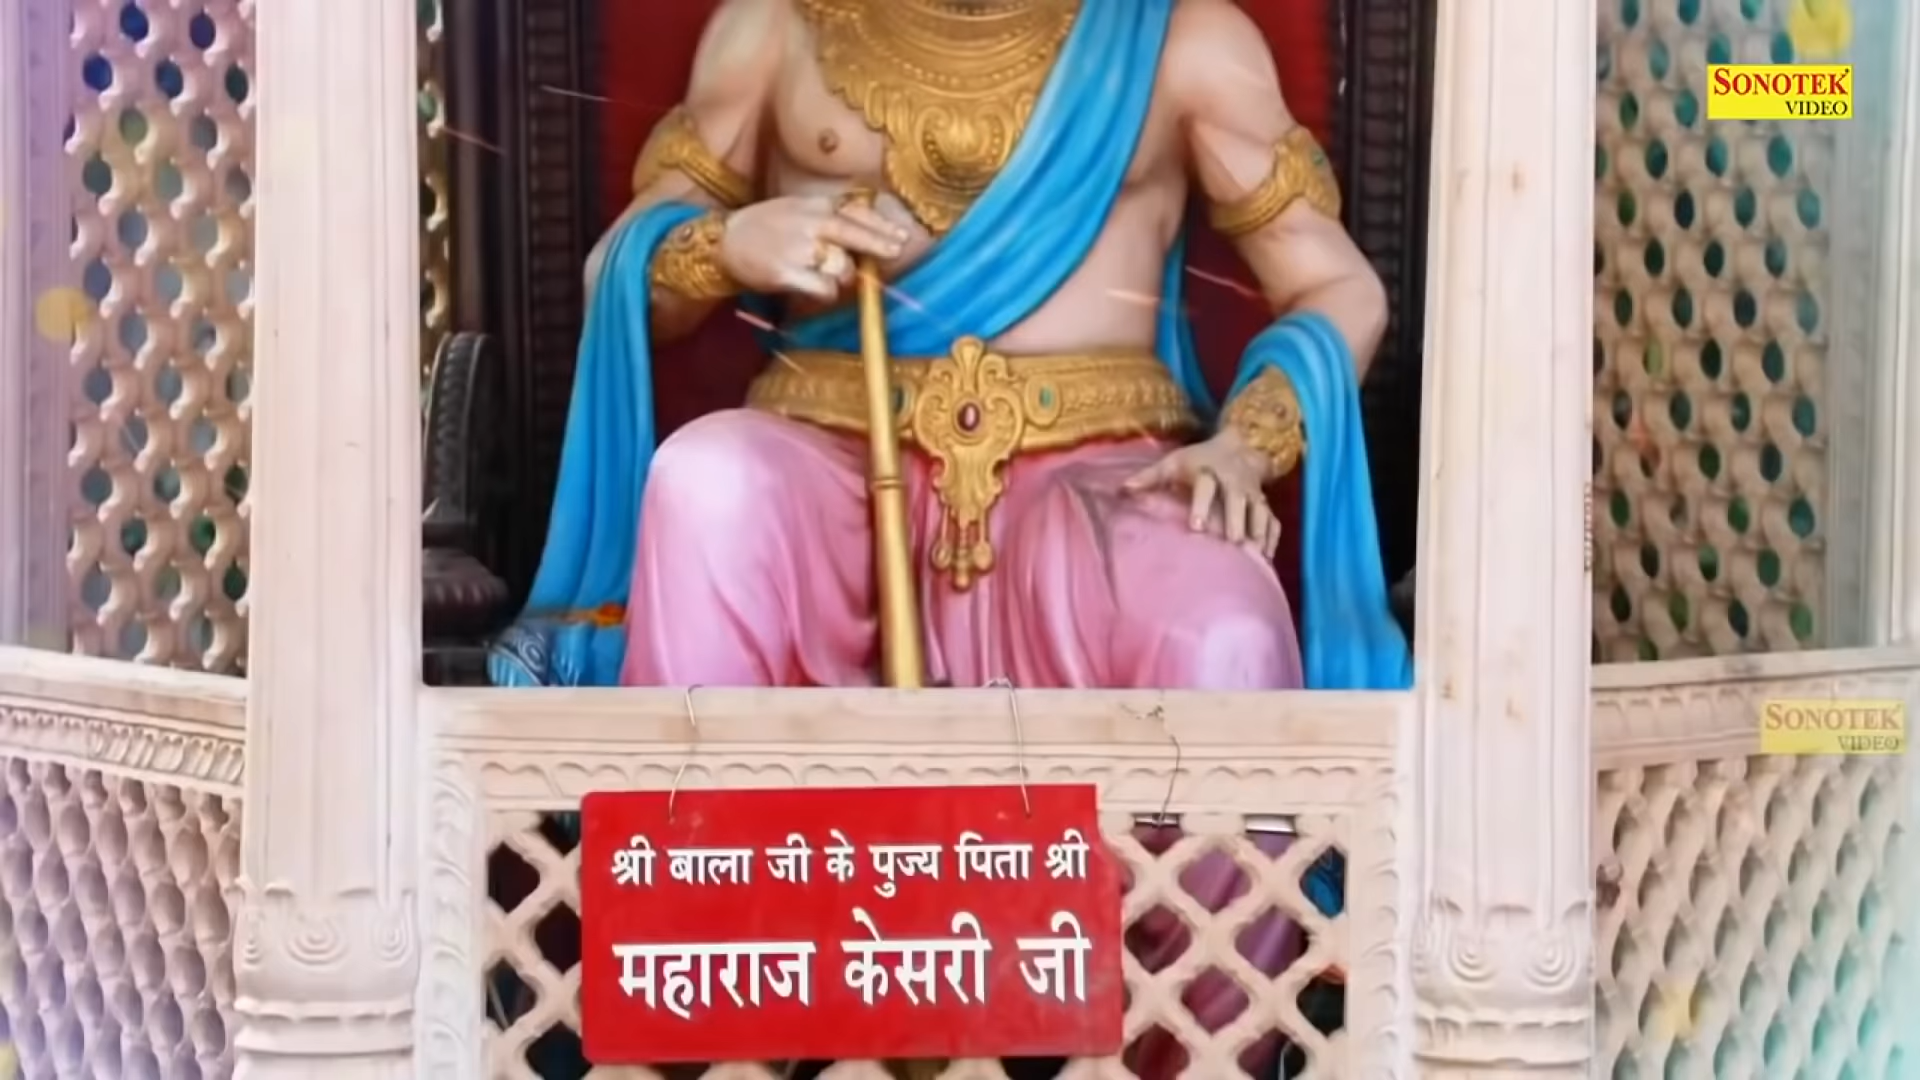 SONOTEK
VIDEO
SONOTEK
VIDEO
श्री बाला जी के पुज्य पिता श्री
महाराज केसरी जी